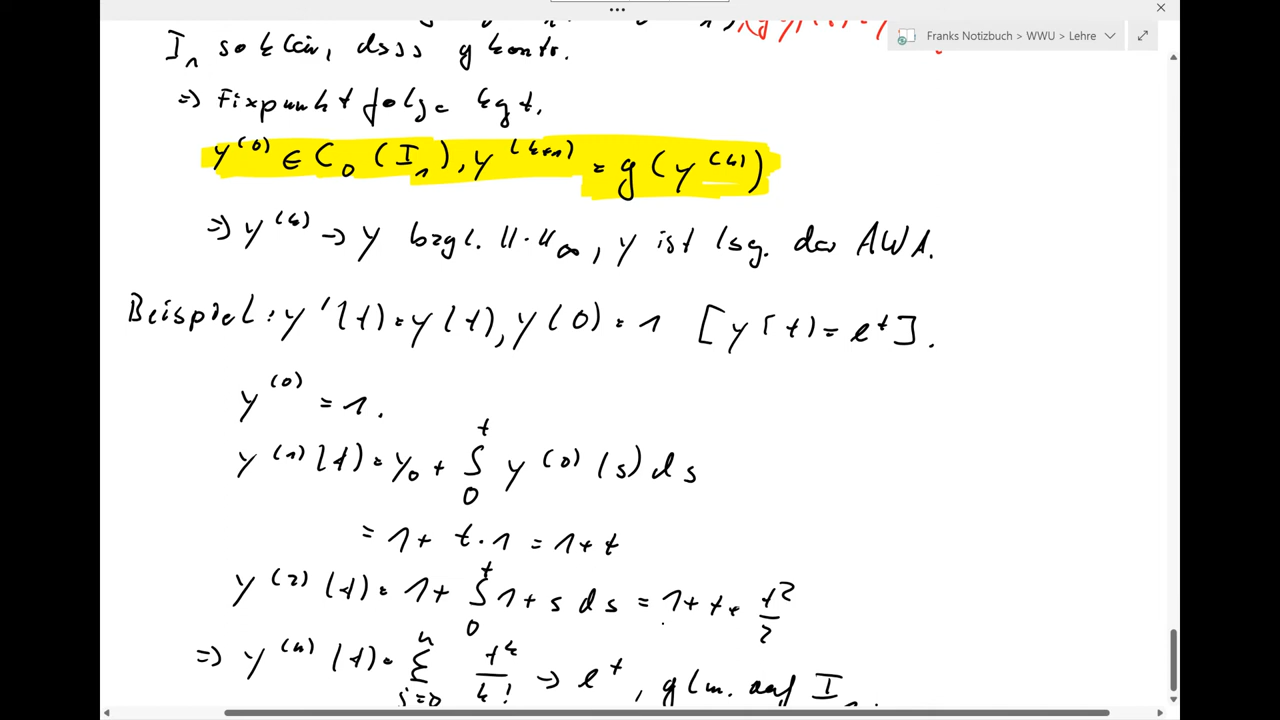 Franks Notizbuch > WWU > Lehre
I₁ so klein, dass g kontr.
⇒ Fixpunktfolge kgt.
y⁽⁰⁾ ∈ C₀(I₁), y⁽ᵏ⁺¹⁾ = g(y⁽ᵏ⁾)
⇒ y⁽ᵏ⁾ → y bzgl. ||·||∞, y ist Lsg. der AWA.
Beispiel: y'(t) = y(t), y(0) = 1 [y(t) = eᵗ].
y⁽⁰⁾ = 1.
y⁽¹⁾(t) = y₀ + ∫₀ᵗ y⁽⁰⁾(s) ds
= 1 + t · 1 = 1 + t
y⁽²⁾(t) = 1 + ∫₀ᵗ 1 + s ds = 1 + t + t²/2
⇒ y⁽ⁿ⁾(t) = Σᵢ₌₀ⁿ tᵏ/k! → eᵗ, glm. auf I₁.